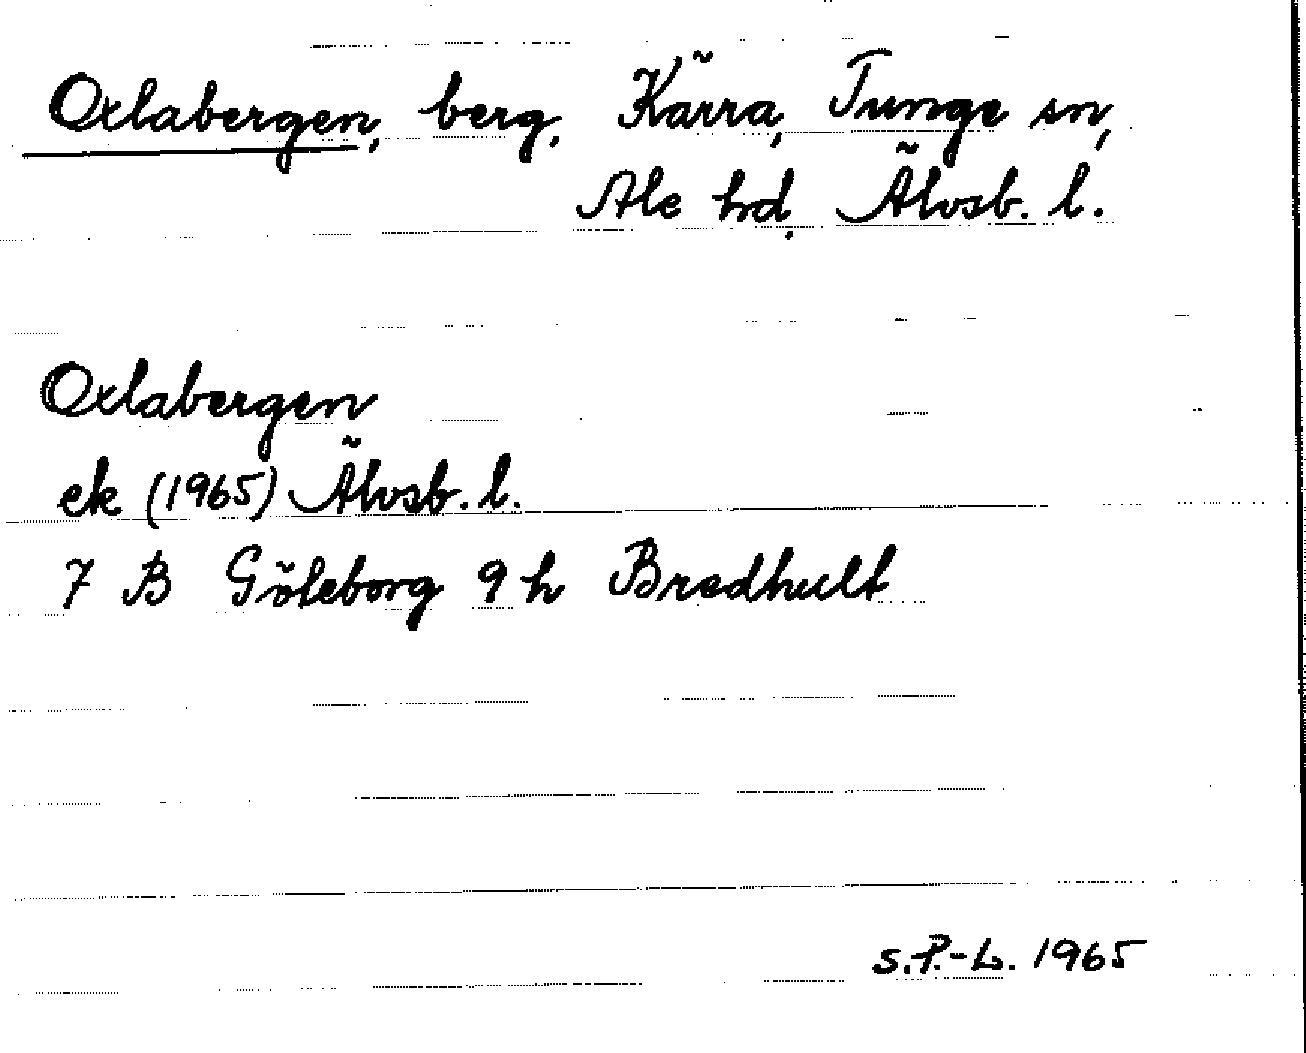 Oxlabergen, berg, Kärra, Tunge sn,
Ale hd, Älvsb. l.
Oxlabergen
ek (1965) Älvsb. l.
7 B Göteborg 9 h Bredhult
S.P.-L. 1965